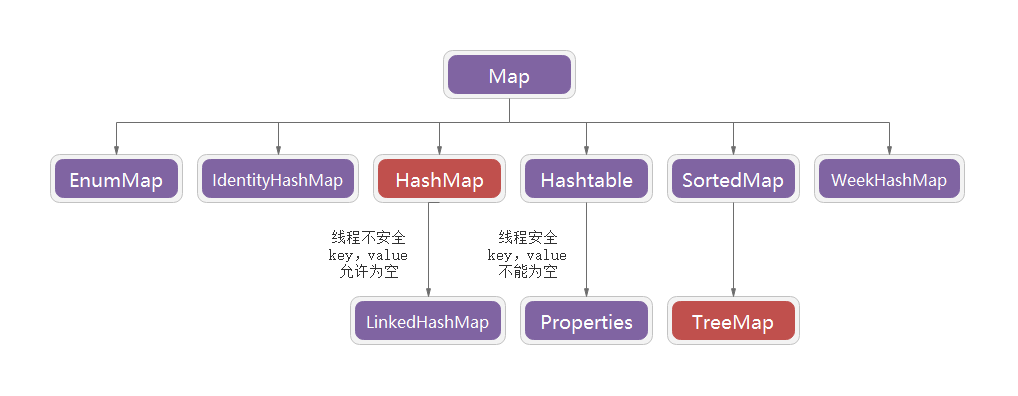 Map
EnumMap
IdentityHashMap
HashMap
Hashtable
SortedMap
WeekHashMap
线程不安全
key，value
允许为空
线程安全
key，value
不能为空
LinkedHashMap
Properties
TreeMap